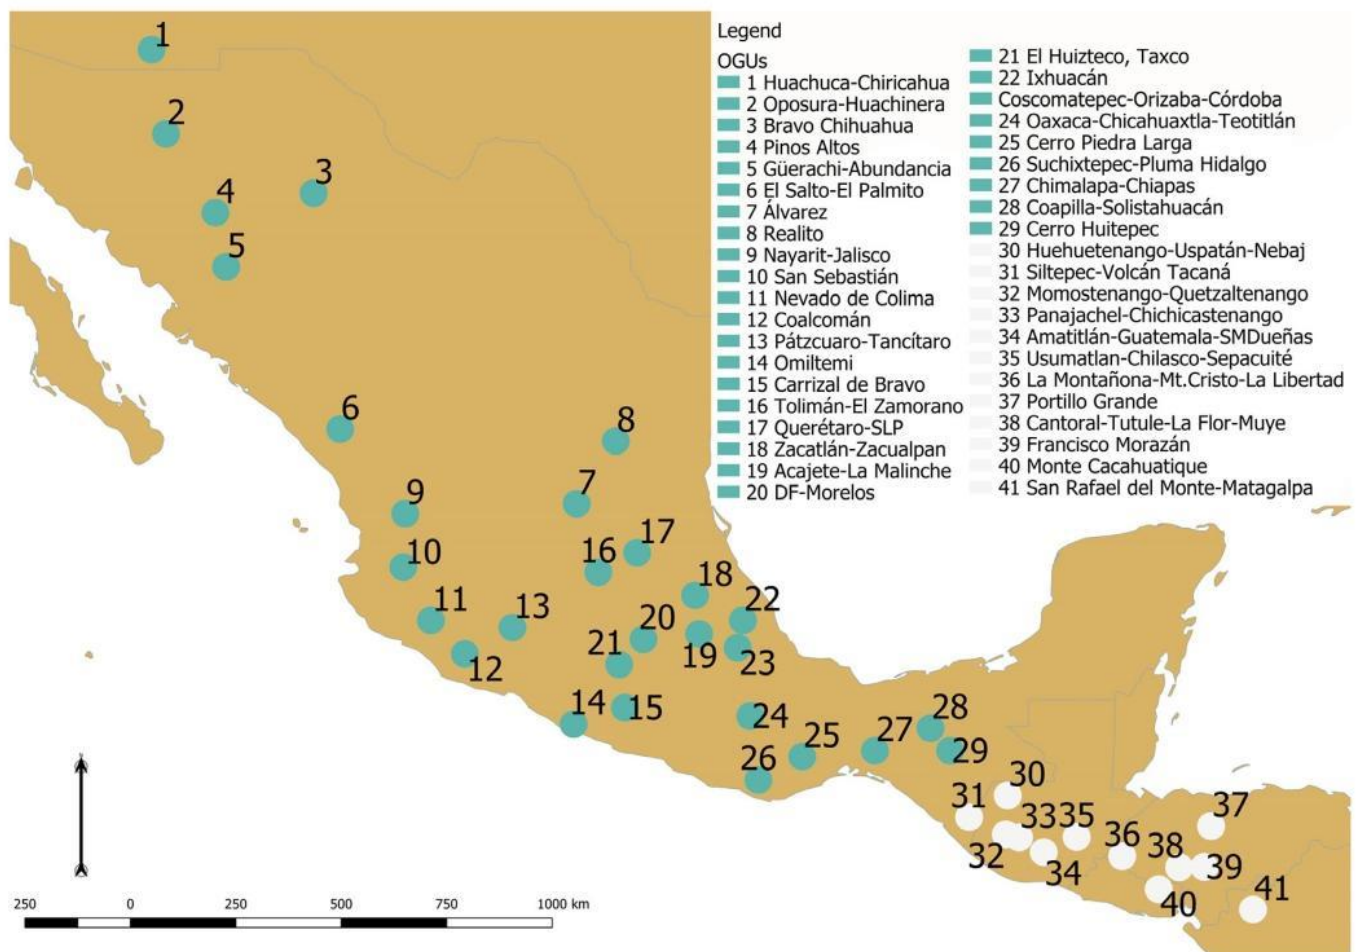 Legend
OGUs
1 Huachuca-Chiricahua
2 Oposura-Huachinera
3 Bravo Chihuahua
4 Pinos Altos
5 Güerachi-Abundancia
6 El Salto-El Palmito
7 Álvarez
8 Realito
9 Nayarit-Jalisco
10 San Sebastián
11 Nevado de Colima
12 Coalcomán
13 Pátzcuaro-Tancítaro
14 Omiltemi
15 Carrizal de Bravo
16 Tolimán-El Zamorano
17 Querétaro-SLP
18 Zacatlán-Zacualpan
19 Acajete-La Malinche
20 DF-Morelos
21 El Huizteco, Taxco
22 Ixhuacán
Coscomatepec-Orizaba-Córdoba
24 Oaxaca-Chicahuaxtla-Teotitlán
25 Cerro Piedra Larga
26 Suchixtepec-Pluma Hidalgo
27 Chimalapa-Chiapas
28 Coapilla-Solistahuacán
29 Cerro Huitepec
30 Huehuetenango-Uspatán-Nebaj
31 Siltepec-Volcán Tacaná
32 Momostenango-Quetzaltenango
33 Panajachel-Chichicastenango
34 Amatitlán-Guatemala-SMDueñas
35 Usumatlan-Chilasco-Sepacuité
36 La Montañona-Mt.Cristo-La Libertad
37 Portillo Grande
38 Cantoral-Tutule-La Flor-Muye
39 Francisco Morazán
40 Monte Cacahuatique
41 San Rafael del Monte-Matagalpa
1
2
3
4
5
6
8
7
9
17
16
10
18
11
13
20
22
21
19
23
12
14
15
24
28
25
27
29
26
30
31
33
35
37
32
34
36
38
39
40
41
250 0 250 500 750 1000 km